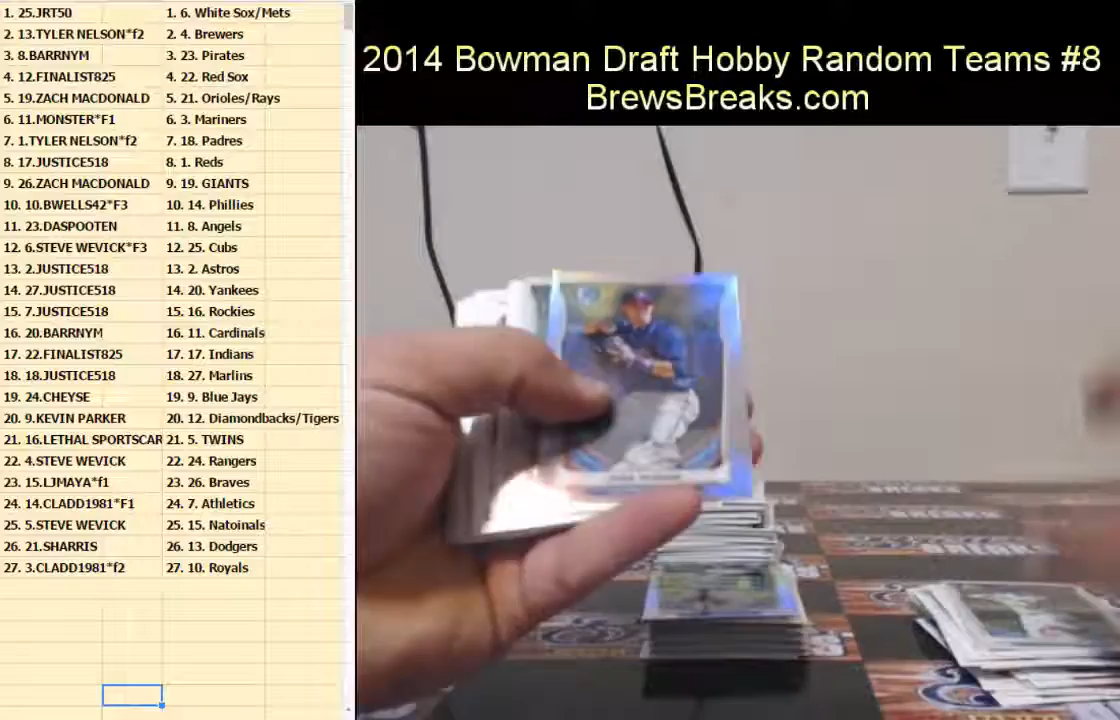 1. 25.JRT50 1. 6. White Sox/Mets
2. 13.TYLER NELSON*f2 2. 4. Brewers
3. 8.BARRNYM 3. 23. Pirates
4. 12.FINALIST825 4. 22. Red Sox
5. 19.ZACH MACDONALD 5. 21. Orioles/Rays
6. 11.MONSTER*F1 6. 3. Mariners
7. 1.TYLER NELSON*f2 7. 18. Padres
8. 17.JUSTICE518 8. 1. Reds
9. 26.ZACH MACDONALD 9. 19. GIANTS
10. 10.BWELLS42*F3 10. 14. Phillies
11. 23.DASPOOTEN 11. 8. Angels
12. 6.STEVE WEVICK*F3 12. 25. Cubs
13. 2.JUSTICE518 13. 2. Astros
14. 27.JUSTICE518 14. 20. Yankees
15. 7.JUSTICE518 15. 16. Rockies
16. 20.BARRNYM 16. 11. Cardinals
17. 22.FINALIST825 17. 17. Indians
18. 18.JUSTICE518 18. 27. Marlins
19. 24.CHEYSE 19. 9. Blue Jays
20. 9.KEVIN PARKER 20. 12. Diamondbacks/Tigers
21. 16.LETHAL SPORTSCAR 21. 5. TWINS
22. 4.STEVE WEVICK 22. 24. Rangers
23. 15.LJMAYA*f1 23. 26. Braves
24. 14.CLADD1981*F1 24. 7. Athletics
25. 5.STEVE WEVICK 25. 15. Natoinals
26. 21.SHARRIS 26. 13. Dodgers
27. 3.CLADD1981*f2 27. 10. Royals
2014 Bowman Draft Hobby Random Teams #8
BrewsBreaks.com